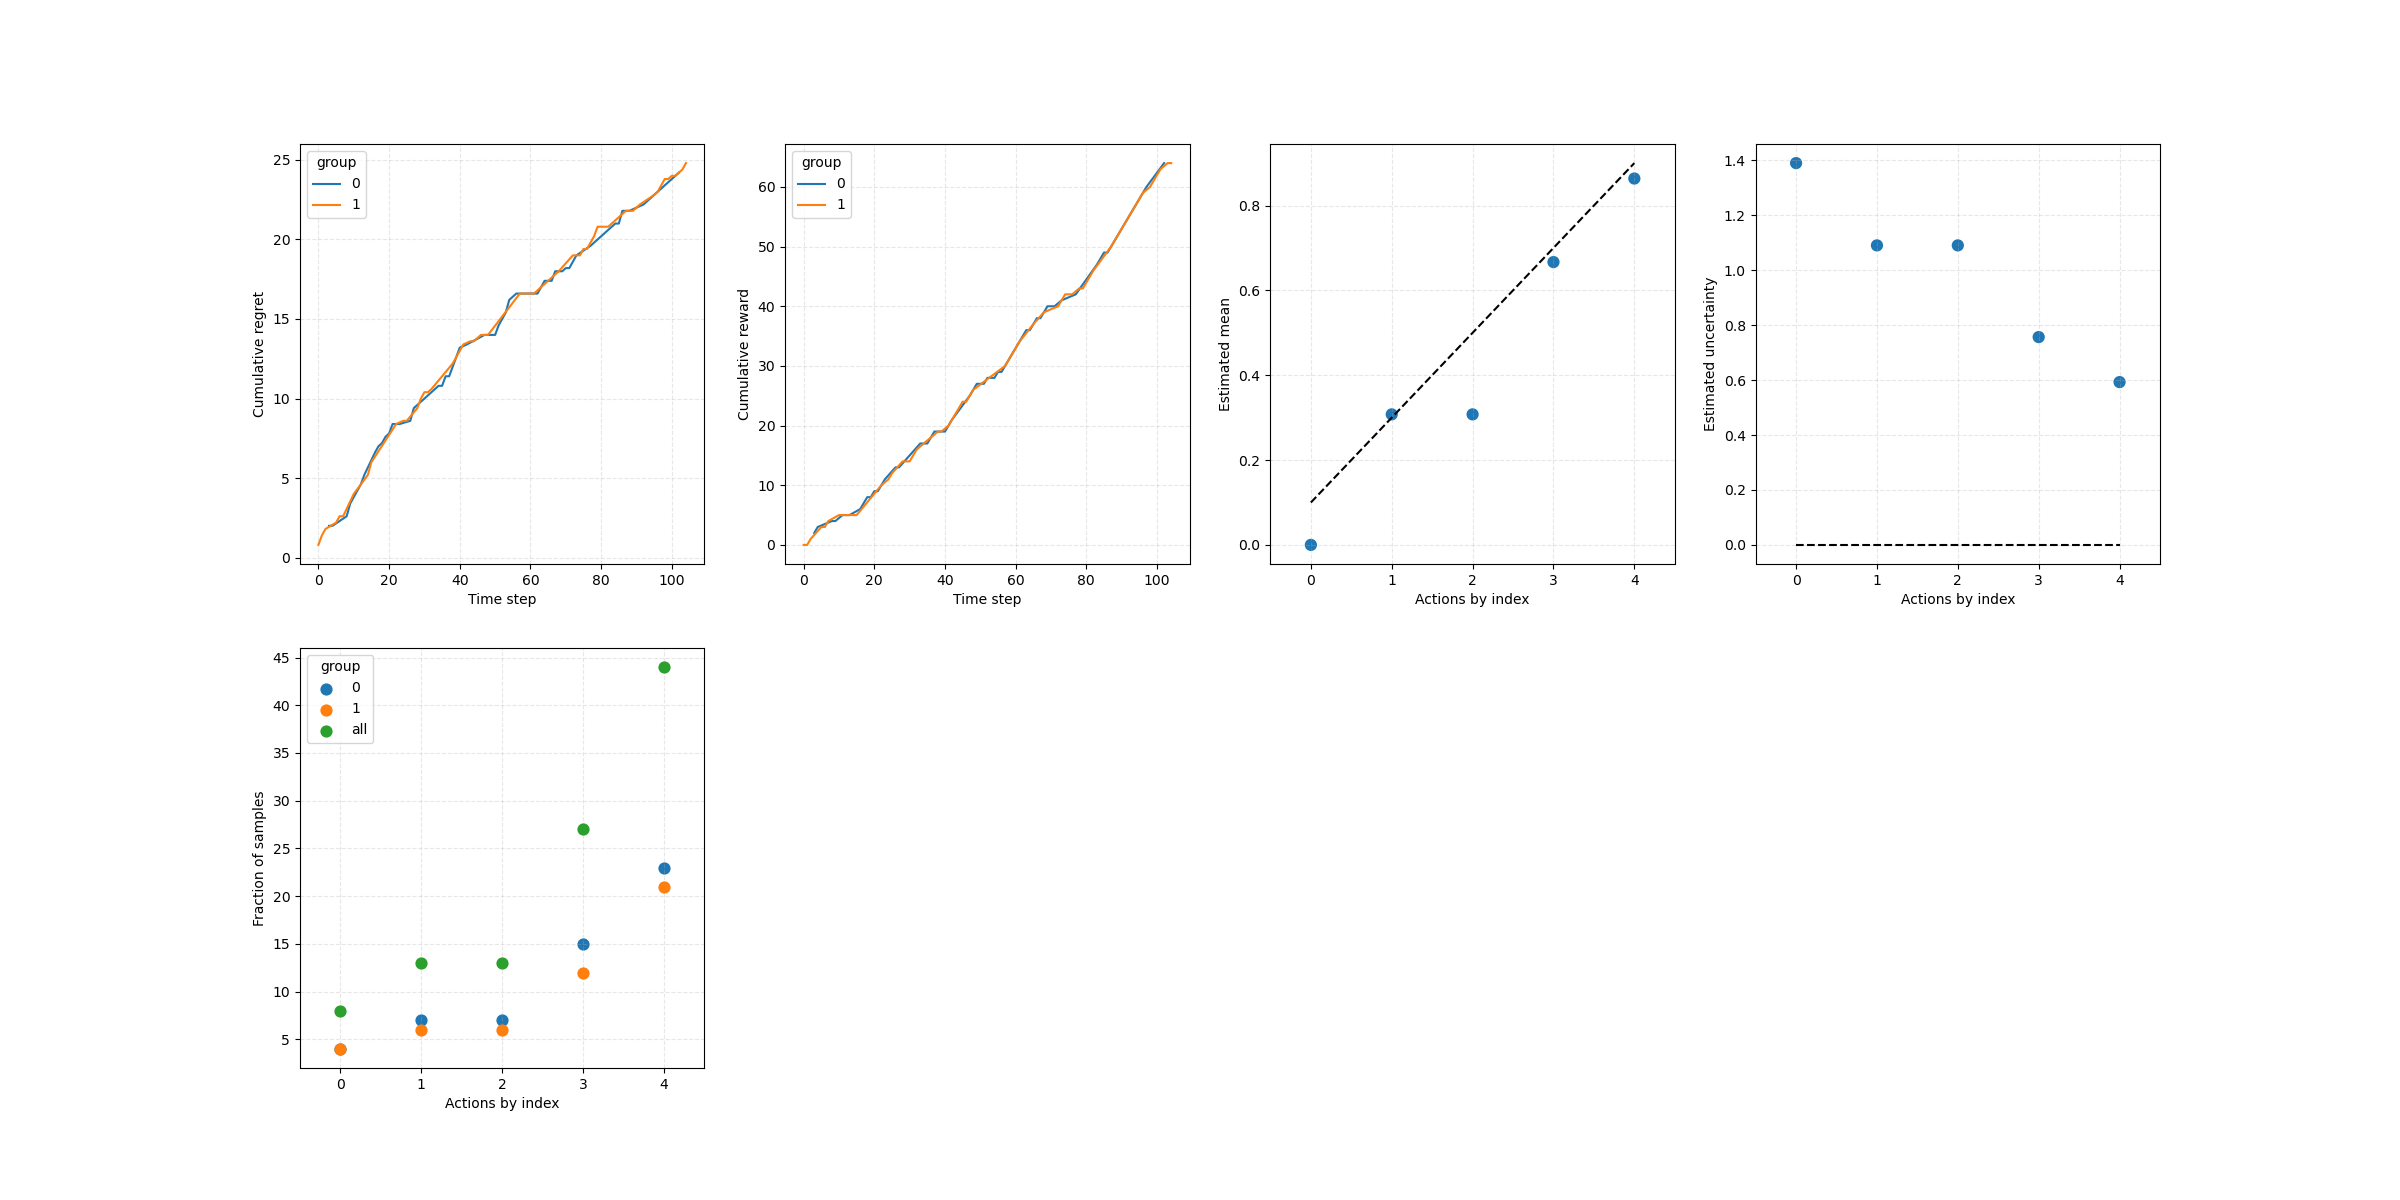 group
0
1
25
20
15
10
5
0
Cumulative regret
0 20 40 60 80 100
Time step
group
0
1
60
50
40
30
20
10
0
Cumulative reward
0 20 40 60 80 100
Time step
0.8
0.6
0.4
0.2
0.0
Estimated mean
0 1 2 3 4
Actions by index
1.4
1.2
1.0
0.8
0.6
0.4
0.2
0.0
Estimated uncertainty
0 1 2 3 4
Actions by index
group
0
1
all
45
40
35
30
25
20
15
10
5
Fraction of samples
0 1 2 3 4
Actions by index